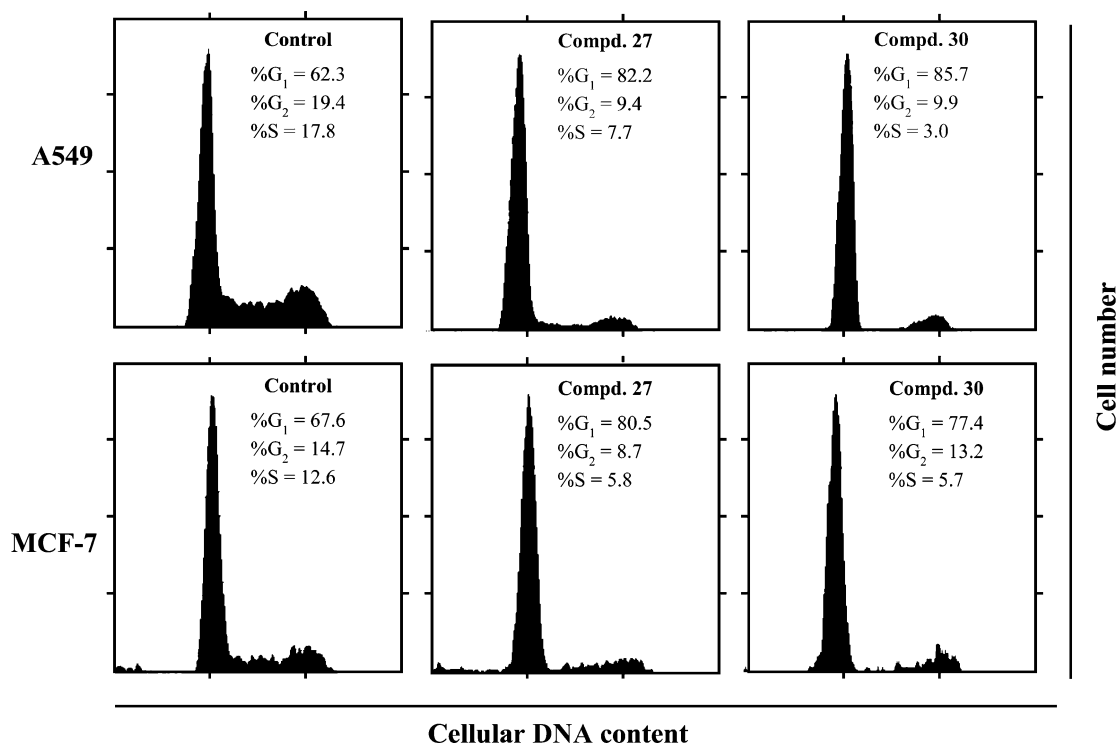 Control
%G1 = 62.3
%G2 = 19.4
%S = 17.8
Compd. 27
%G1 = 82.2
%G2 = 9.4
%S = 7.7
Compd. 30
%G1 = 85.7
%G2 = 9.9
%S = 3.0
A549
Control
%G1 = 67.6
%G2 = 14.7
%S = 12.6
Compd. 27
%G1 = 80.5
%G2 = 8.7
%S = 5.8
Compd. 30
%G1 = 77.4
%G2 = 13.2
%S = 5.7
MCF-7
Cell number
Cellular DNA content